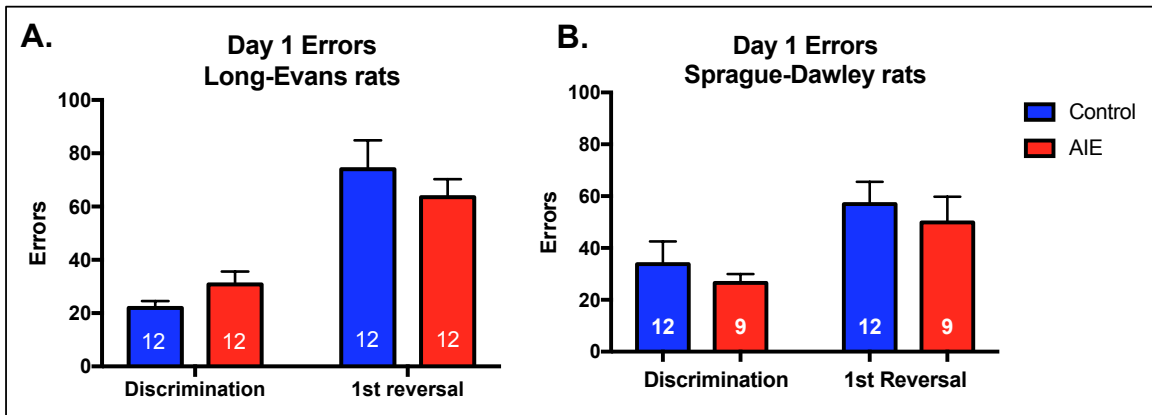 A.
Day 1 Errors
Long-Evans rats
Errors
100
80
60
40
20
0
12
12
12
12
Discrimination
1st reversal
B.
Day 1 Errors
Sprague-Dawley rats
Errors
100
80
60
40
20
0
12
9
12
9
Discrimination
1st Reversal
Control
AIE